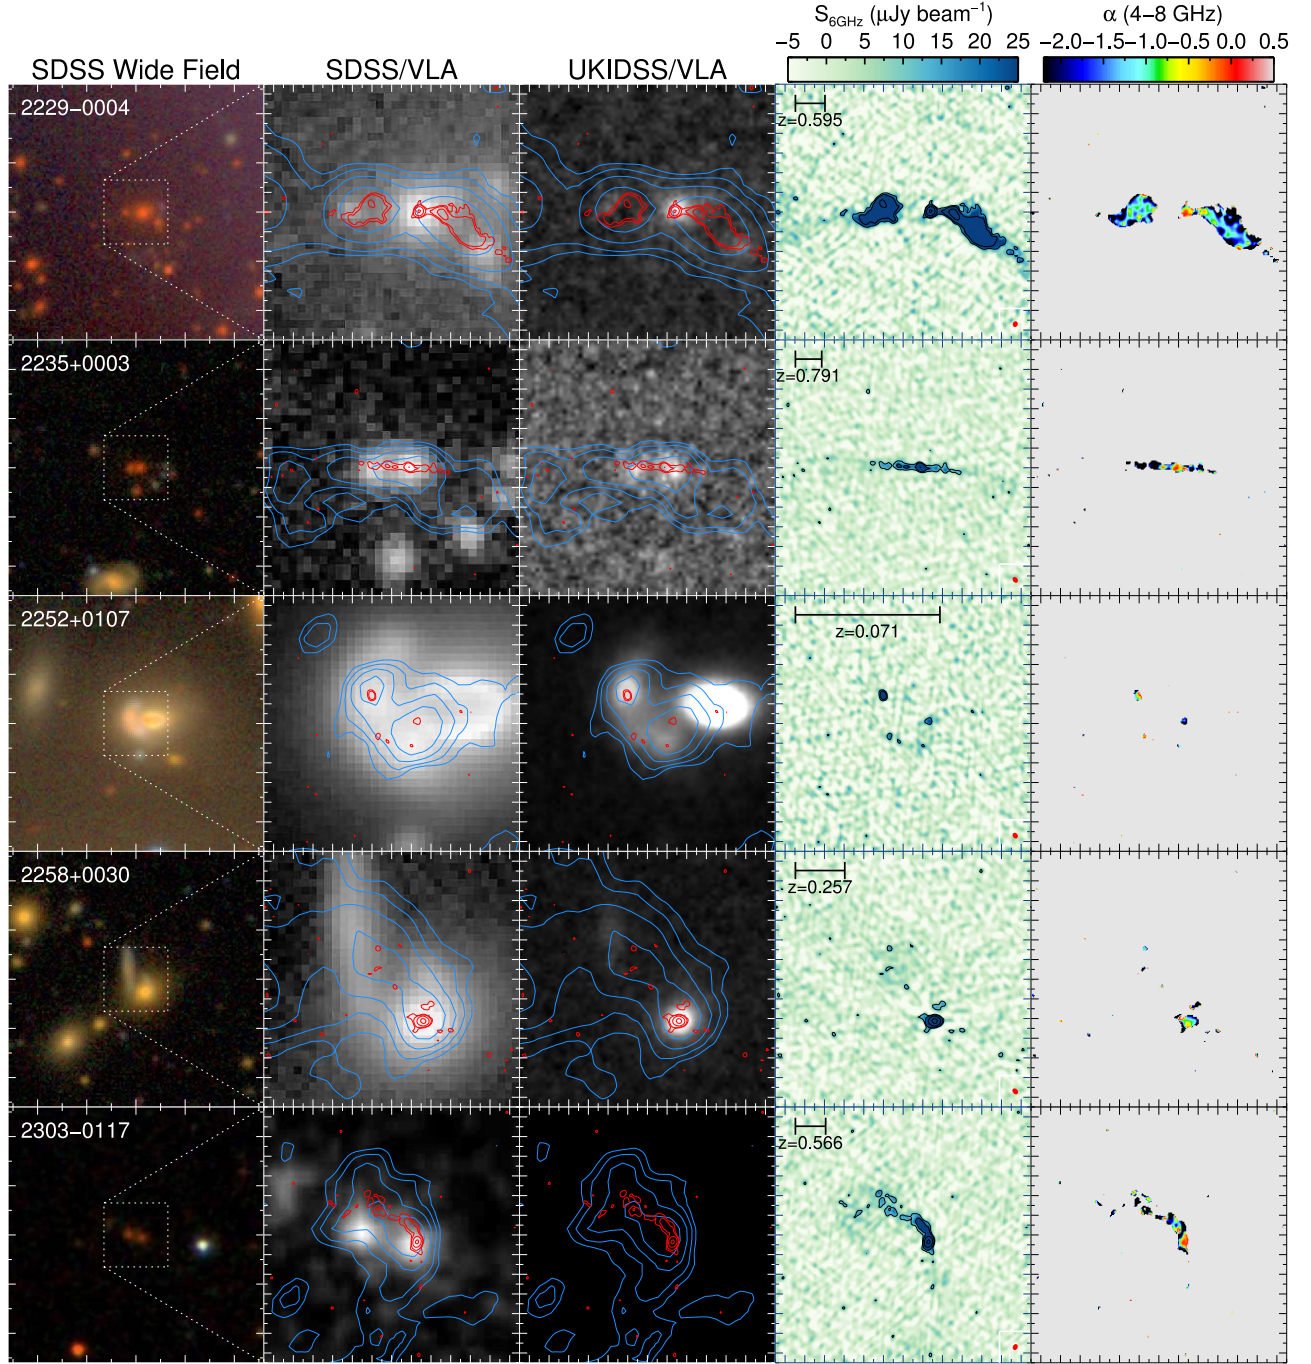 S6GHz (μJy beam−1)
α (4−8 GHz)
−5 0 5 10 15 20 25
−2.0−1.5−1.0−0.5 0.0 0.5
SDSS Wide Field
SDSS/VLA
UKIDSS/VLA
2229−0004
z=0.595
2235+0003
z=0.791
2252+0107
z=0.071
2258+0030
z=0.257
2303−0117
z=0.566